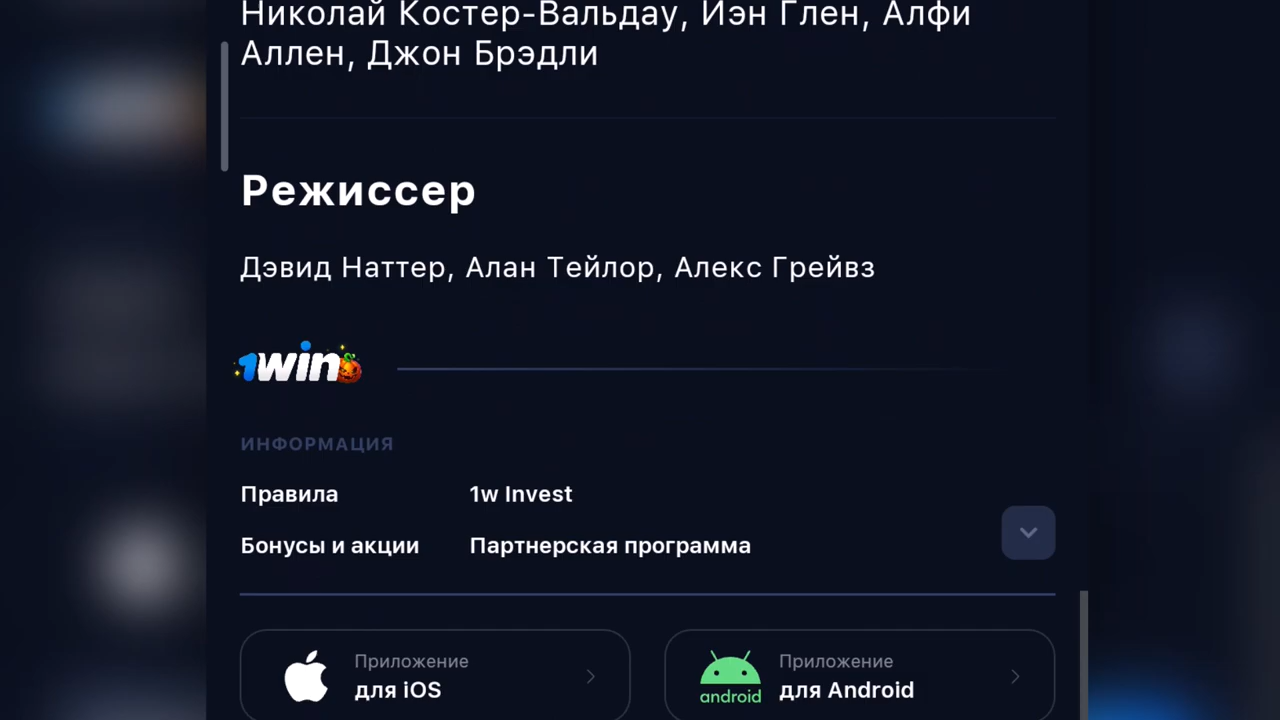 Николай Костер-Вальдау, Иэн Глен, Алфи
Аллен, Джон Брэдли
Режиссер
Дэвид Наттер, Алан Тейлор, Алекс Грейвз
1win
ИНФОРМАЦИЯ
Правила
1w Invest
Бонусы и акции
Партнерская программа
Приложение
для iOS
android
Приложение
для Android